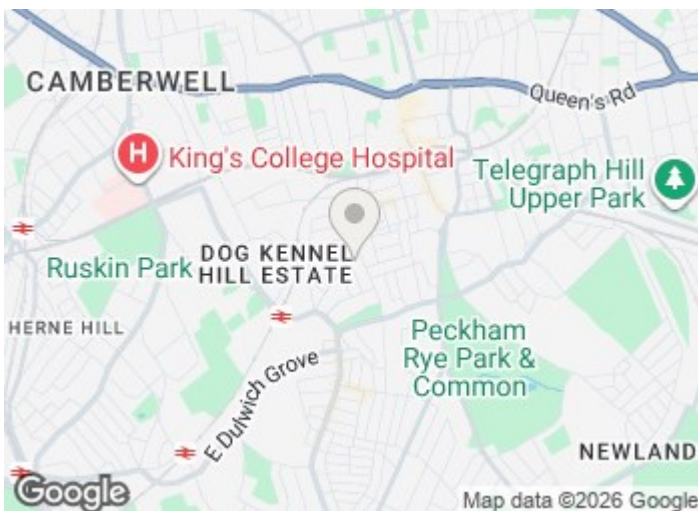 CAMBERWELL
Queen's Rd
H
King's College Hospital
Telegraph Hill
Upper Park
DOG KENNEL
HILL ESTATE
Ruskin Park
HERNE HILL
Peckham
Rye Park &
Common
E Dulwich Grove
NEWLAND
Google
Map data ©2026 Google